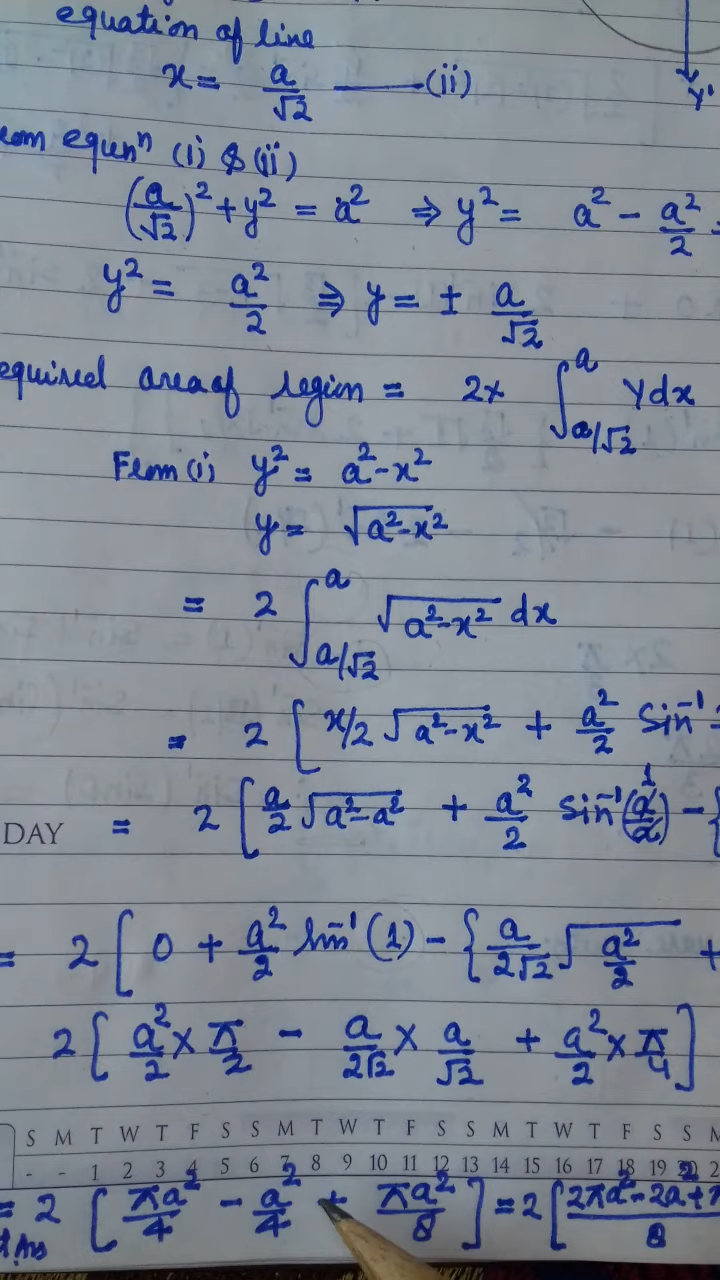 equation of line
x = a/√2 ——— (ii)
equⁿ (i) & (ii)
(a/√2)² + y² = a² ⇒ y² = a² - a²/2
y² = a²/2 ⇒ y = ± a/√2
equired area of region = 2x ∫_{a/√2}^{a} y dx
From (i) y² = a² - x²
y = √(a² - x²)
= 2 ∫_{a/√2}^{a} √(a² - x²) dx
= 2 [ x/2 √(a² - x²) + a²/2 Sin⁻¹
DAY = 2 [ a/2 √(a² - a²) + a²/2 sin⁻¹(a/a) 1 - {
= 2 [ 0 + a²/2 sin⁻¹(1) - { a/2√2 √(a²/2) +
2 [ a²/2 × π/2 - a/2√2 × a/√2 + a²/2 × π/4 ]
S M T W T F S S M T W T F S S M T W T F S S M
- - 1 2 3 4 5 6 7 8 9 10 11 12 13 14 15 16 17 18 19 20 21
= 2 [ πa²/4 - a²/4 + πa²/8 ] = 2 [ 2πa² - 2a² + π / 8
Ans
Y'